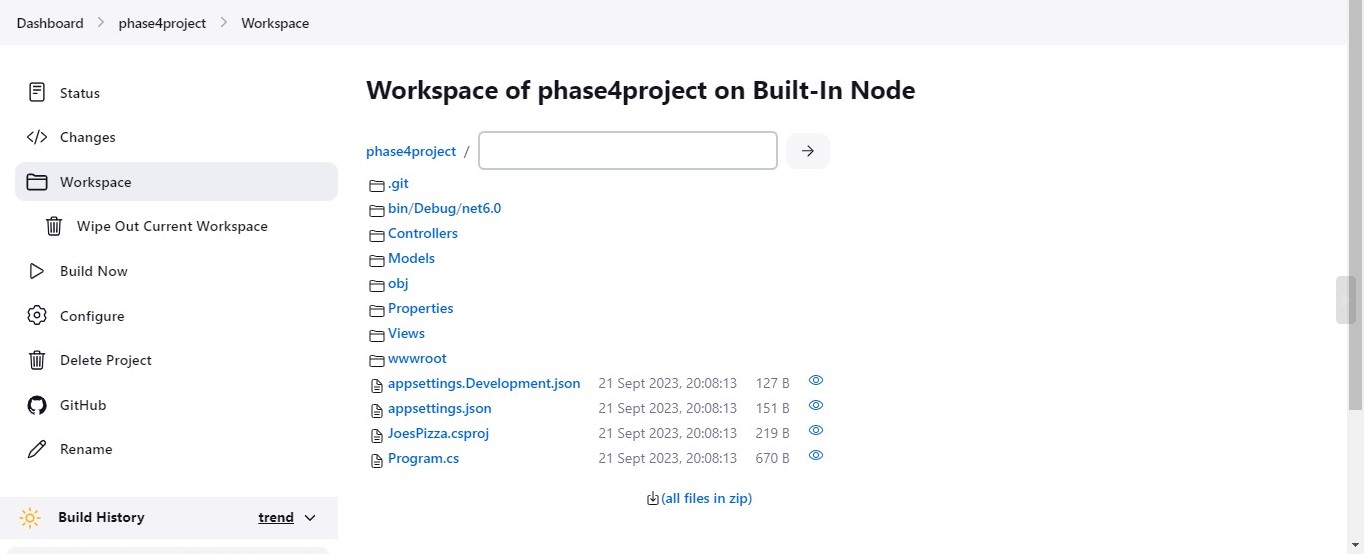 Dashboard > phase4project > Workspace
Status
Changes
Workspace
Wipe Out Current Workspace
Build Now
Configure
Delete Project
GitHub
Rename
Build History trend
Workspace of phase4project on Built-In Node
phase4project /
.git
bin/Debug/net6.0
Controllers
Models
obj
Properties
Views
wwwroot
appsettings.Development.json 21 Sept 2023, 20:08:13 127 B
appsettings.json 21 Sept 2023, 20:08:13 151 B
JoesPizza.csproj 21 Sept 2023, 20:08:13 219 B
Program.cs 21 Sept 2023, 20:08:13 670 B
(all files in zip)